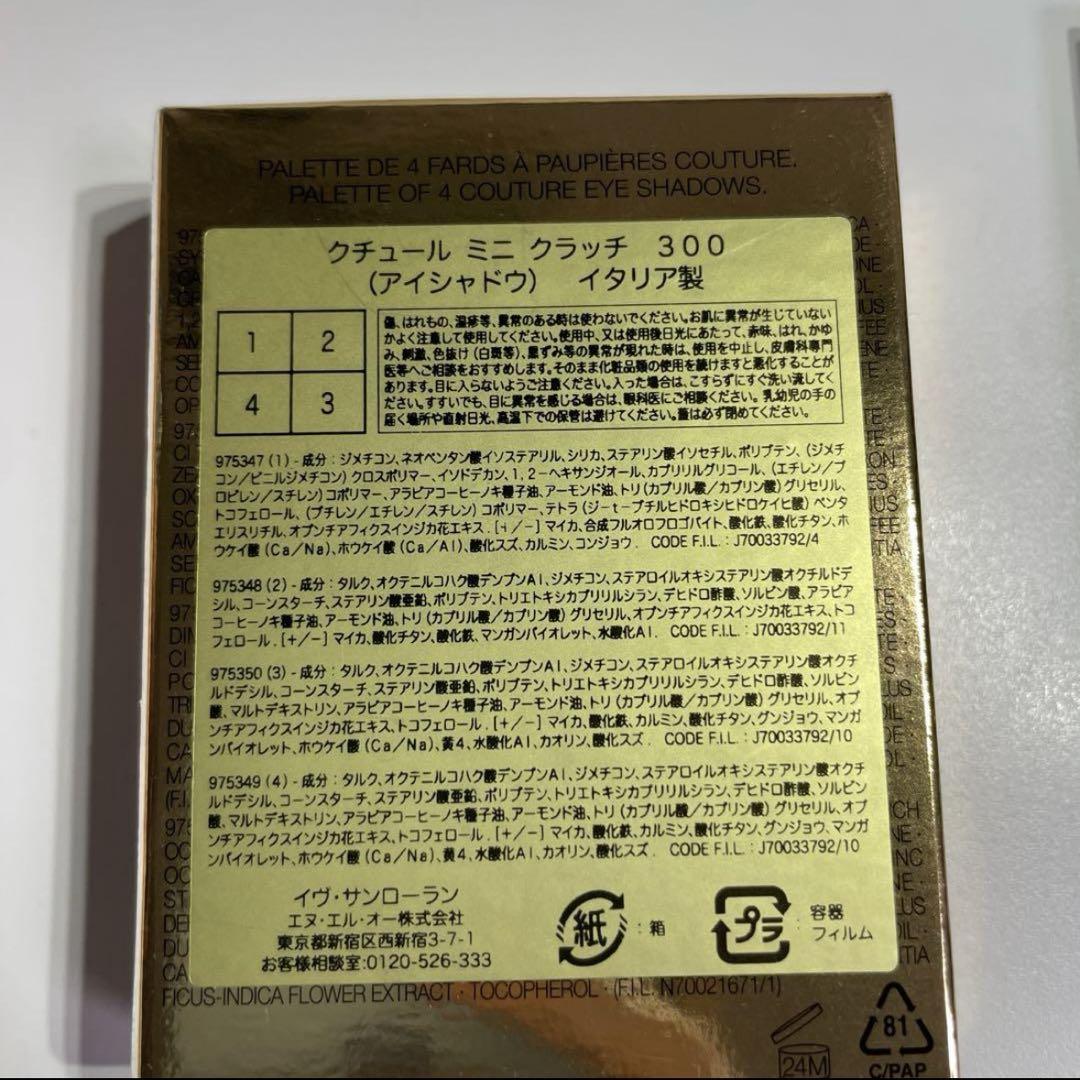 PALETTE DE 4 FARDS À PAUPIÈRES COUTURE.
PALETTE OF 4 COUTURE EYE SHADOWS.
クチュール ミニ クラッチ 300
(アイシャドウ) イタリア製
1 2
4 3
傷、はれもの、湿疹等、異常のある時は使わないでください。お肌に異常が生じていない
かよく注意して使用してください。使用中、又は使用後日光にあたって、赤味、はれ、かゆ
み、刺激、色抜け(白斑等)、黒ずみ等の異常が現れた時は、使用を中止し、皮膚科専門
医等へご相談をおすすめします。そのまま化粧品類の使用を続けますと悪化することが
あります。目に入らないようご注意ください。入った場合は、こすらずにすぐ洗い流してく
ださい。すすいでも、目に異常を感じる場合は、眼科医にご相談ください。乳幼児の手の
届く場所や直射日光、高温下での保管は避けてください。蓋は必ず閉めてください。
975347 (1) - 成分 : ジメチコン、ネオペンタン酸イソステアリル、シリカ、ステアリン酸イソセチル、ポリブテン、(ジメチ
コン/ビニルジメチコン) クロスポリマー、イソドデカン、1,2-ヘキサンジオール、カプリリルグリコール、(エチレン/プ
ロピレン/スチレン) コポリマー、アラビアコーヒーノキ種子油、アーモンド油、トリ(カプリル酸/カプリン酸) グリセリル、
トコフェロール、(ブチレン/エチレン/スチレン) コポリマー、テトラ (ジ-t-ブチルヒドロキシヒドロケイヒ酸) ペンタ
エリスリチル、オプンチアフィクスインジカ花エキス . [+/-] マイカ、合成フルオロフロゴパイト、酸化鉄、酸化チタン、ホ
ウケイ酸 (Ca/Na)、ホウケイ酸 (Ca/Al)、酸化スズ、カルミン、コンジョウ . CODE F.I.L. : J70033792/4
975348 (2) - 成分 : タルク、オクテニルコハク酸デンプンAl、ジメチコン、ステアロイルオキシステアリン酸オクチルドデ
シル、コーンスターチ、ステアリン酸亜鉛、ポリブテン、トリエトキシカプリリルシラン、デヒドロ酢酸、ソルビン酸、アラビア
コーヒーノキ種子油、アーモンド油、トリ (カプリル酸/カプリン酸) グリセリル、オプンチアフィクスインジカ花エキス、トコ
フェロール . [+/-] マイカ、酸化チタン、酸化鉄、マンガンバイオレット、水酸化Al . CODE F.I.L. : J70033792/11
975350 (3) - 成分 : タルク、オクテニルコハク酸デンプンAl、ジメチコン、ステアロイルオキシステアリン酸オクチ
ルドデシル、コーンスターチ、ステアリン酸亜鉛、ポリブテン、トリエトキシカプリリルシラン、デヒドロ酢酸、ソルビン
酸、マルトデキストリン、アラビアコーヒーノキ種子油、アーモンド油、トリ (カプリル酸/カプリン酸) グリセリル、オプ
ンチアフィクスインジカ花エキス、トコフェロール . [+/-] マイカ、酸化鉄、カルミン、酸化チタン、グンジョウ、マンガ
ンバイオレット、ホウケイ酸 (Ca/Na)、黄4、水酸化Al、カオリン、酸化スズ . CODE F.I.L. : J70033792/10
975349 (4) - 成分 : タルク、オクテニルコハク酸デンプンAl、ジメチコン、ステアロイルオキシステアリン酸オクチ
ルドデシル、コーンスターチ、ステアリン酸亜鉛、ポリブテン、トリエトキシカプリリルシラン、デヒドロ酢酸、ソルビン
酸、マルトデキストリン、アラビアコーヒーノキ種子油、アーモンド油、トリ (カプリル酸/カプリン酸) グリセリル、オプ
ンチアフィクスインジカ花エキス、トコフェロール . [+/-] マイカ、酸化鉄、カルミン、酸化チタン、グンジョウ、マンガ
ンバイオレット、ホウケイ酸 (Ca/Na)、黄4、水酸化Al、カオリン、酸化スズ . CODE F.I.L. : J70033792/10
イヴ・サンローラン
エヌ・エル・オー株式会社
東京都新宿区西新宿3-7-1
お客様相談室:0120-526-333
紙 : 箱
プラ : 容器
フィルム
FICUS-INDICA FLOWER EXTRACT · TOCOPHEROL · (F.I.L. N70021671/1)
24M
81
C/PAP